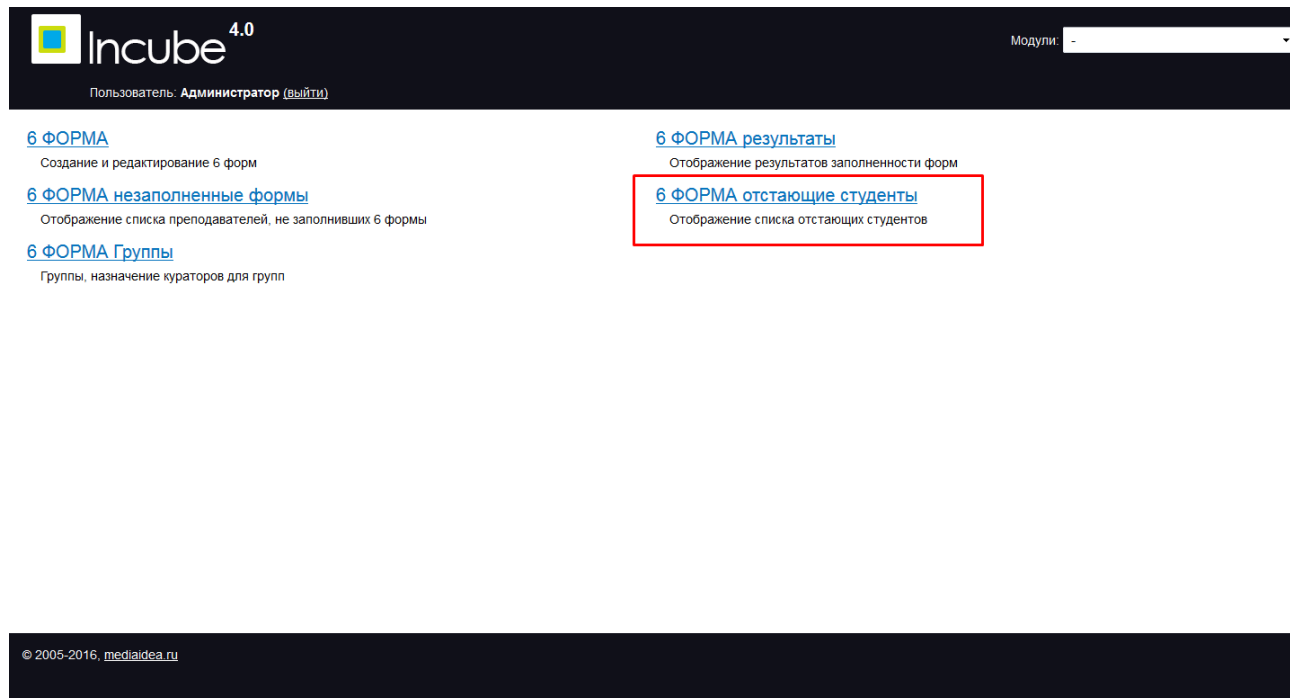 Incube 4.0
Модули: -
Пользователь: Администратор (выйти)
6 ФОРМА
Создание и редактирование 6 форм
6 ФОРМА незаполненные формы
Отображение списка преподавателей, не заполнивших 6 формы
6 ФОРМА Группы
Группы, назначение кураторов для групп
6 ФОРМА результаты
Отображение результатов заполненности форм
6 ФОРМА отстающие студенты
Отображение списка отстающих студентов
© 2005-2016, mediaidea.ru